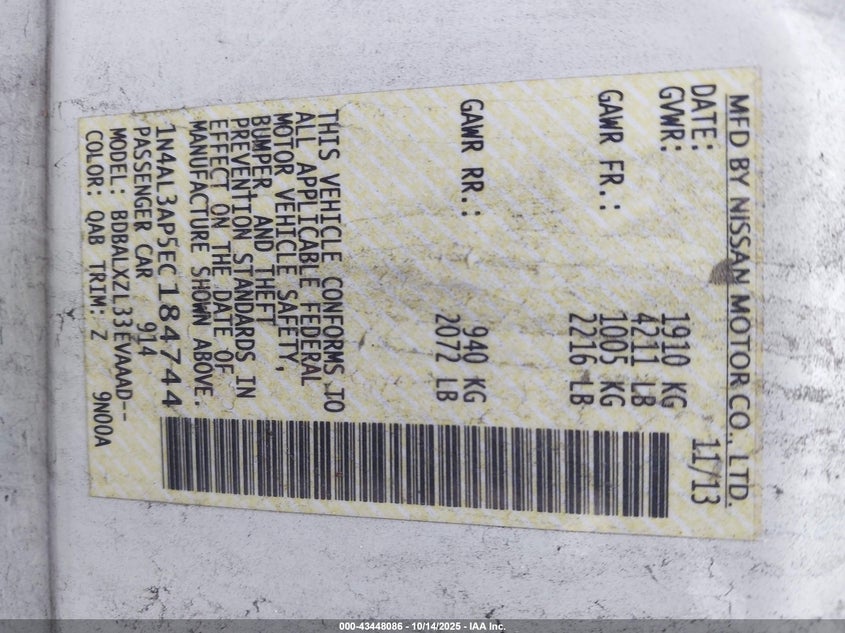 MFD BY NISSAN MOTOR CO., LTD.
DATE: 11/13
GVWR: 1910 KG
4211 LB
GAWR FR.: 1005 KG
2216 LB
GAWR RR.: 940 KG
2072 LB
THIS VEHICLE CONFORMS TO
ALL APPLICABLE FEDERAL
MOTOR VEHICLE SAFETY,
BUMPER AND THEFT
PREVENTION STANDARDS IN
EFFECT ON THE DATE OF
MANUFACTURE SHOWN ABOVE.
1N4AL3AP5EC184744
PASSENGER CAR 914
MODEL: BDBALXZL33EVAAAD--
COLOR: QAB TRIM: Z 9N00A
000-43448086 - 10/14/2025 - IAA Inc.